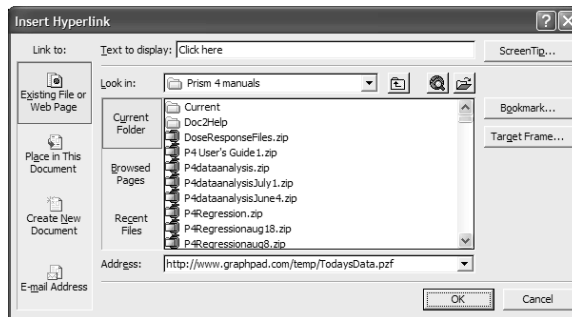 Insert Hyperlink
Link to:
Text to display: Click here
ScreenTip...
Existing File or
Web Page
Look in: Prism 4 manuals
Current
Folder
Browsed
Pages
Recent
Files
Current
Doc2Help
DoseResponseFiles.zip
P4 User's Guide1.zip
P4dataanalysis.zip
P4dataanalysisJuly1.zip
P4dataanalysisJune4.zip
P4Regression.zip
P4Regressionaug18.zip
P4Regressionaug8.zip
Bookmark...
Target Frame...
Place in This
Document
Create New
Document
E-mail Address
Address: http://www.graphpad.com/temp/TodaysData.pzf
OK
Cancel